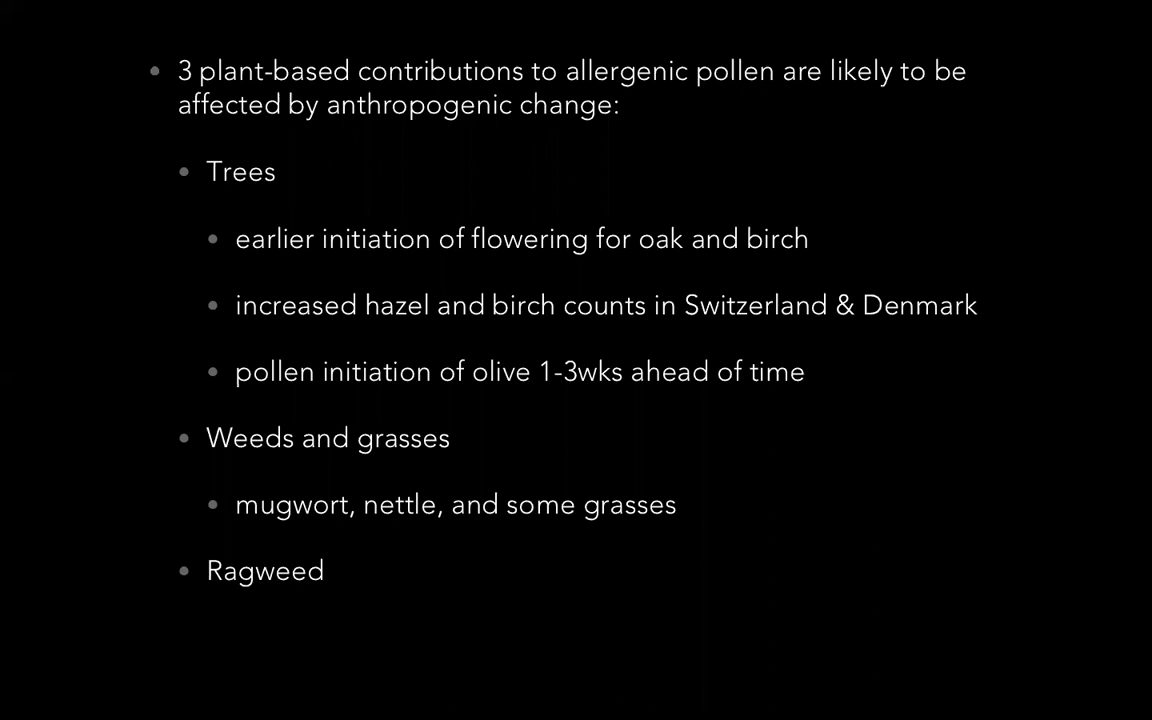 3 plant-based contributions to allergenic pollen are likely to be
affected by anthropogenic change:
Trees
earlier initiation of flowering for oak and birch
increased hazel and birch counts in Switzerland & Denmark
pollen initiation of olive 1-3wks ahead of time
Weeds and grasses
mugwort, nettle, and some grasses
Ragweed